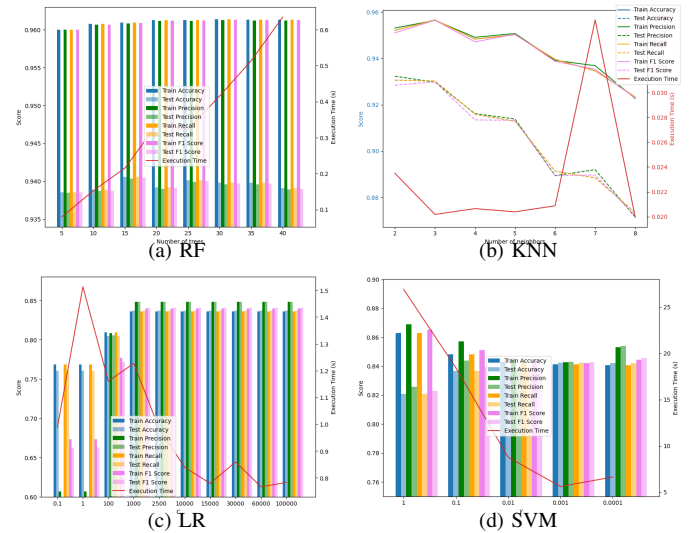 0.960
0.955
0.950
0.945
0.940
0.935
Score
0.6
0.5
0.4
0.3
0.2
0.1
Execution Time (s)
Train Accuracy
Test Accuracy
Train Precision
Test Precision
Train Recall
Test Recall
Train F1 Score
Test F1 Score
Execution Time
5 10 15 20 25 30 35 40
Number of trees
(a) RF
0.96
0.94
0.92
0.90
0.88
Score
Train Accuracy
Test Accuracy
Train Precision
Test Precision
Train Recall
Test Recall
Train F1 Score
Test F1 Score
Execution Time
0.030
0.028
0.026
0.024
0.022
0.020
Execution Time (s)
2 3 4 5 6 7 8
Number of neighbors
(b) KNN
0.85
0.80
0.75
0.70
0.65
0.60
Score
1.5
1.4
1.3
1.2
1.1
1.0
0.9
0.8
Execution Time (s)
Train Accuracy
Test Accuracy
Train Precision
Test Precision
Train Recall
Test Recall
Train F1 Score
Test F1 Score
Execution Time
0.1 1 100 1000 2500 10000 15000 30000 60000 100000
C
(c) LR
0.90
0.88
0.86
0.84
0.82
0.80
0.78
0.76
Score
25
20
15
10
5
Execution Time (s)
Train Accuracy
Test Accuracy
Train Precision
Test Precision
Train Recall
Test Recall
Train F1 Score
Test F1 Score
Execution Time
1 0.1 0.01 0.001 0.0001
γ
(d) SVM